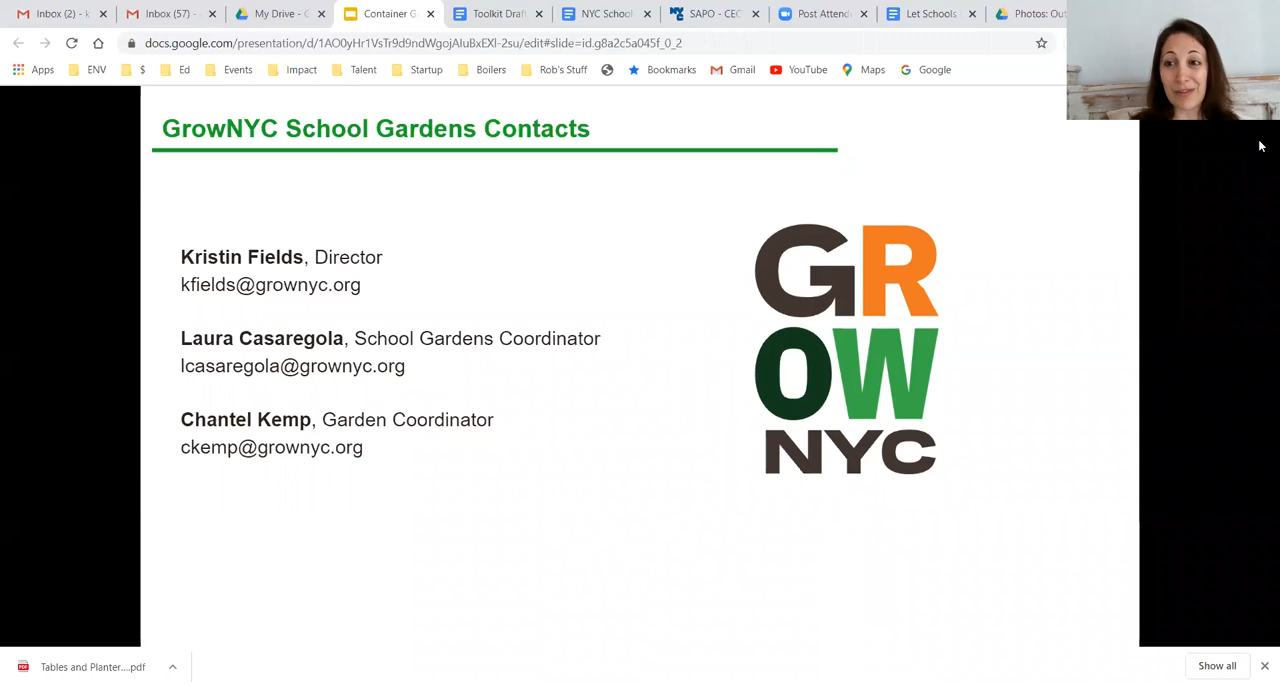 Inbox (2) - k
Inbox (57) -
My Drive - G
Container G
Toolkit Draf
NYC School
SAPO - CEC
Post Attend
Let Schools
Photos: Out
docs.google.com/presentation/d/1AO0yHr1VsTr9d9ndWgojAIuBxEXl-2su/edit#slide=id.g8a2c5a045f_0_2
Apps
ENV
$
Ed
Events
Impact
Talent
Startup
Boilers
Rob's Stuff
Bookmarks
Gmail
YouTube
Maps
Google
GrowNYC School Gardens Contacts
Kristin Fields, Director
kfields@grownyc.org
Laura Casaregola, School Gardens Coordinator
lcasaregola@grownyc.org
Chantel Kemp, Garden Coordinator
ckemp@grownyc.org
GR
OW
NYC
Tables and Planter....pdf
Show all